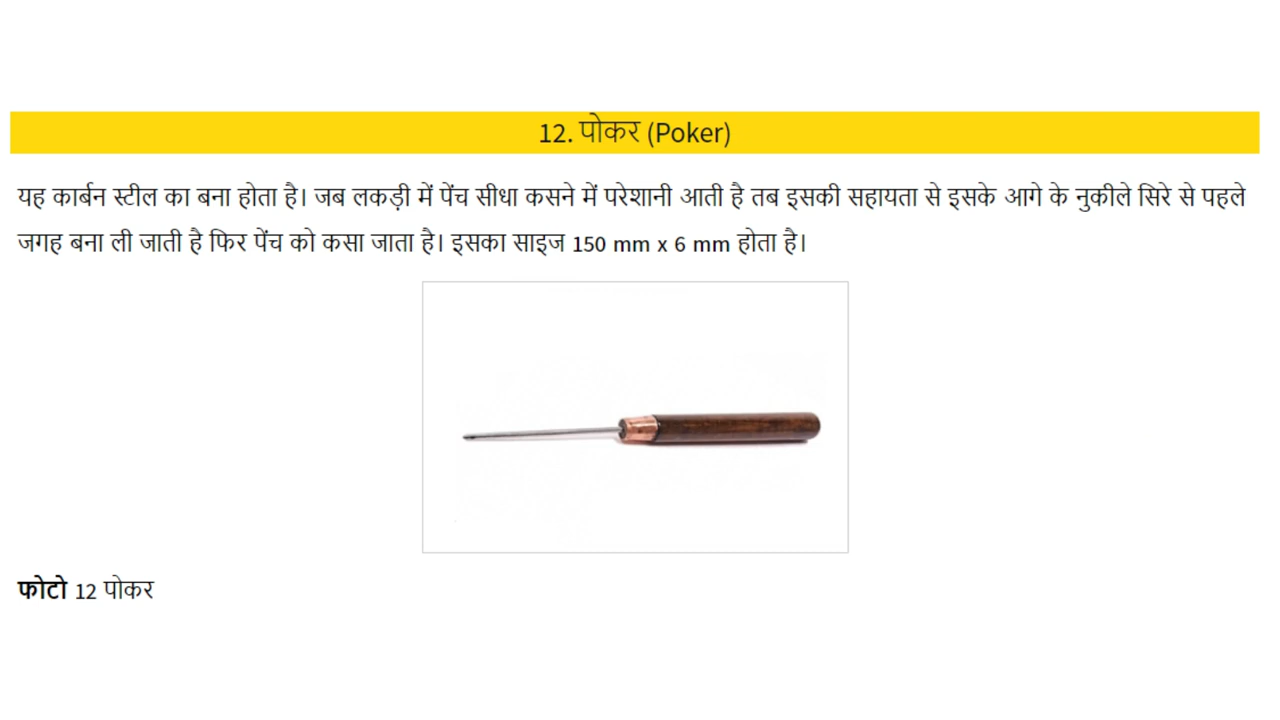 12. पोकर (Poker)
यह कार्बन स्टील का बना होता है। जब लकड़ी में पेंच सीधा कसने में परेशानी आती है तब इसकी सहायता से इसके आगे के नुकीले सिरे से पहले
जगह बना ली जाती है फिर पेंच को कसा जाता है। इसका साइज 150 mm x 6 mm होता है।
फोटो 12 पोकर